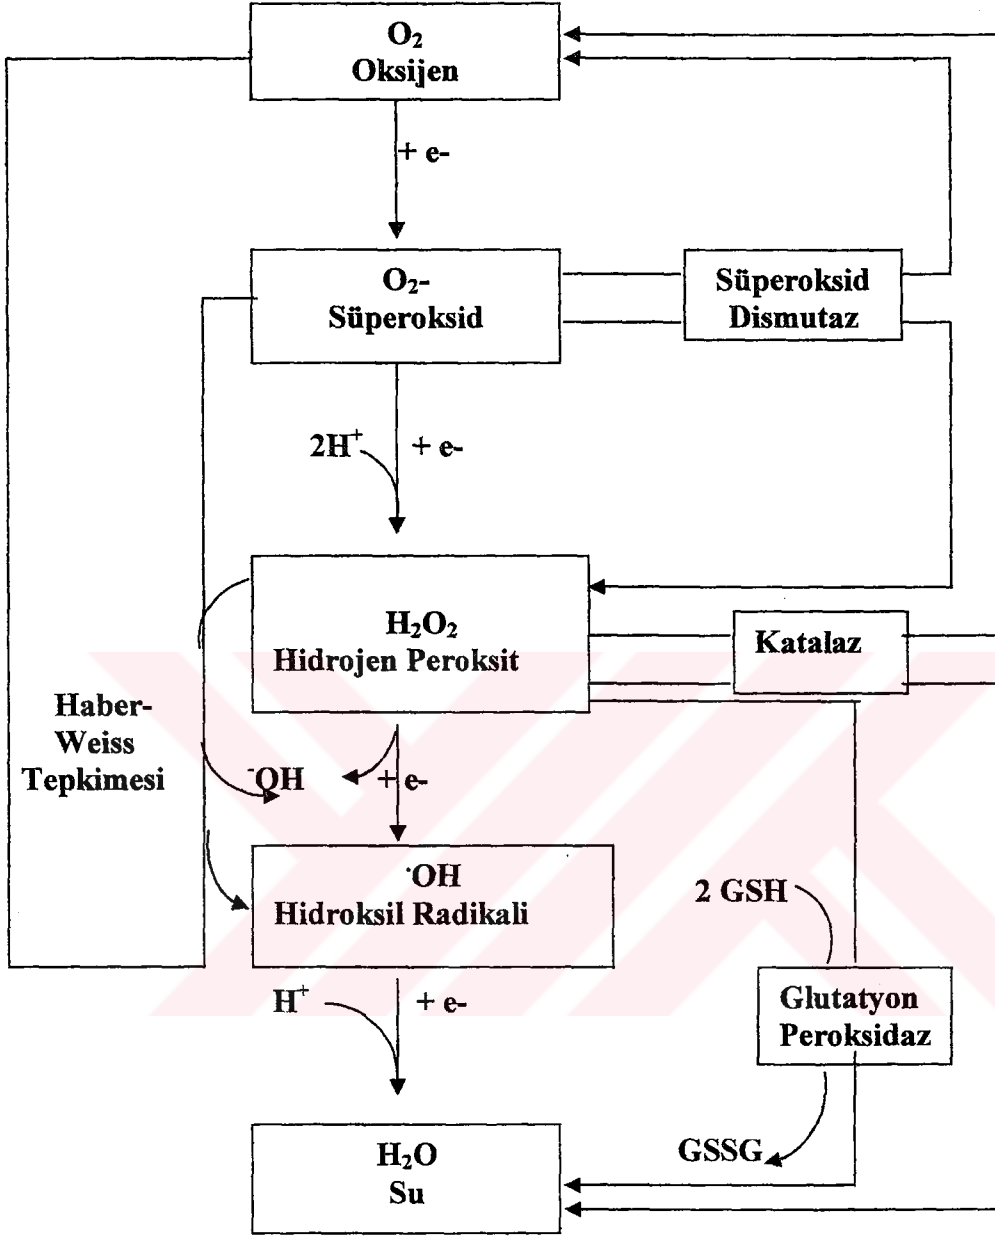 O₂
Oksijen
+ e-
O₂-
Süperoksid
Süperoksid
Dismutaz
2H⁺
+ e-
H₂O₂
Hidrojen Peroksit
Katalaz
Haber-
Weiss
Tepkimesi
⁻OH
+ e-
˙OH
Hidroksil Radikali
2 GSH
H⁺
+ e-
Glutatyon
Peroksidaz
H₂O
Su
GSSG